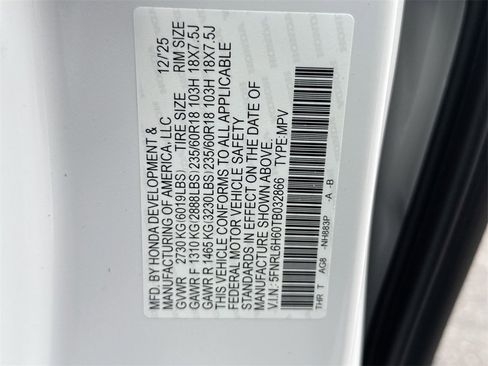 MFD. BY HONDA DEVELOPMENT &
MANUFACTURING OF AMERICA, LLC 12/'25
GVWR 2730 KG(6019LBS) TIRE SIZE RIM SIZE
GAWR F 1310 KG(2888LBS) 235/60R18 103H 18X7.5J
GAWR R 1465 KG(3230LBS) 235/60R18 103H 18X7.5J
THIS VEHICLE CONFORMS TO ALL APPLICABLE
FEDERAL MOTOR VEHICLE SAFETY
STANDARDS IN EFFECT ON THE DATE OF
MANUFACTURE SHOWN ABOVE.
V.I.N.: 5FNRL6H60TB032866 TYPE:MPV
THR T AG8 -NH883P -A -B